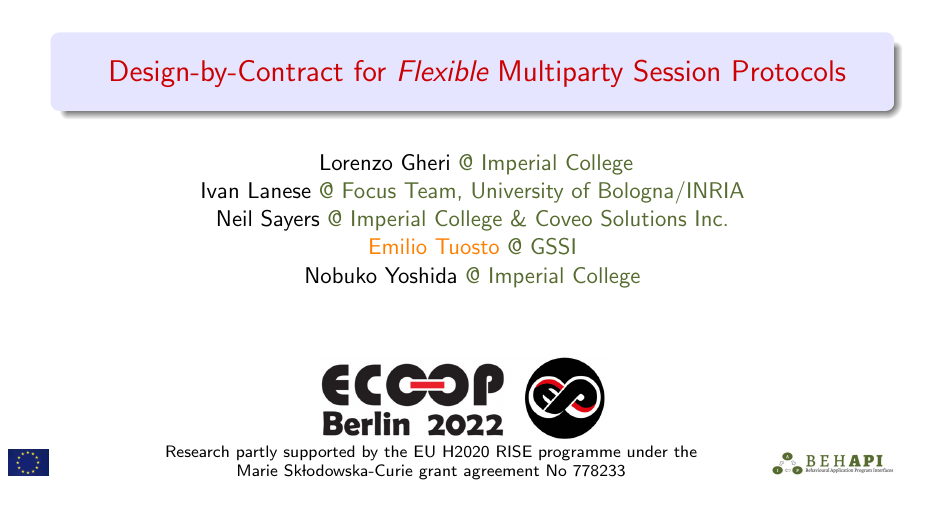 Design-by-Contract for Flexible Multiparty Session Protocols
Lorenzo Gheri @ Imperial College
Ivan Lanese @ Focus Team, University of Bologna/INRIA
Neil Sayers @ Imperial College & Coveo Solutions Inc.
Emilio Tuosto @ GSSI
Nobuko Yoshida @ Imperial College
ECOOP
Berlin 2022
Research partly supported by the EU H2020 RISE programme under the
Marie Skłodowska-Curie grant agreement No 778233
BEHAPI
Behavioural Application Program Interfaces